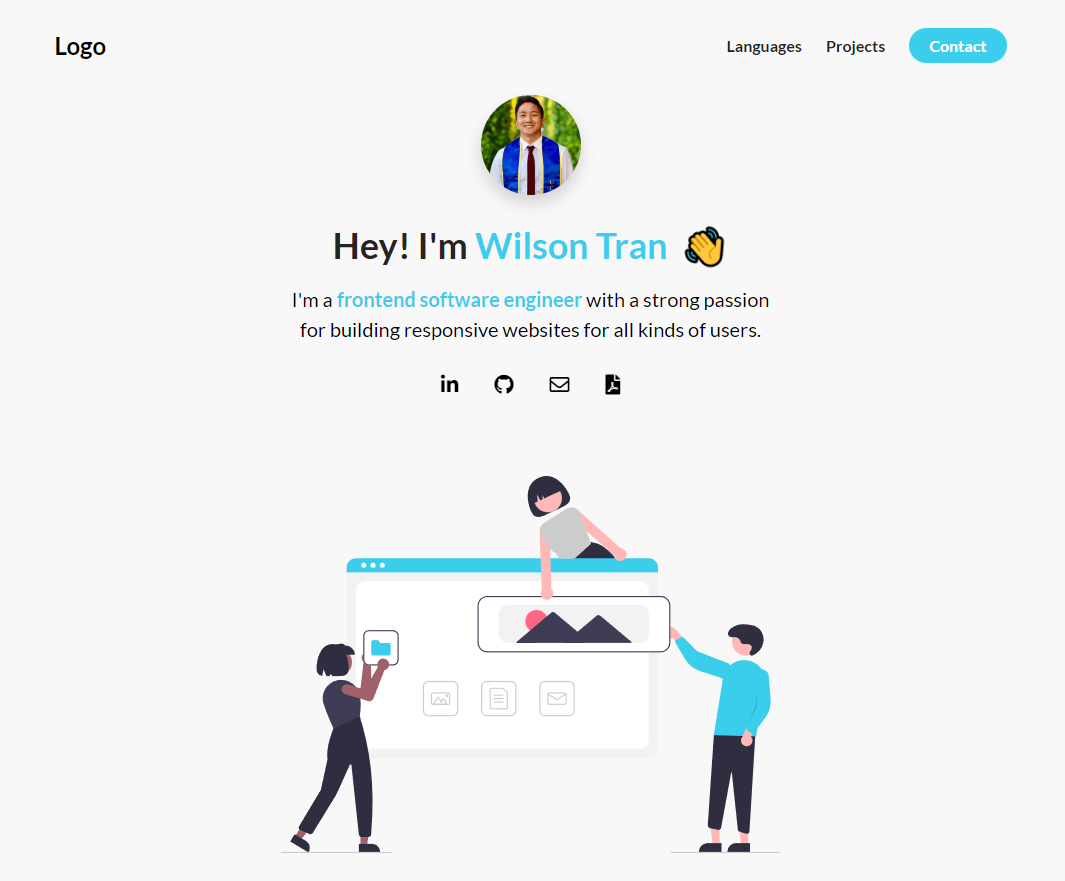 Logo
Languages Projects Contact
Hey! I'm Wilson Tran 👋
I'm a frontend software engineer with a strong passion
for building responsive websites for all kinds of users.
in